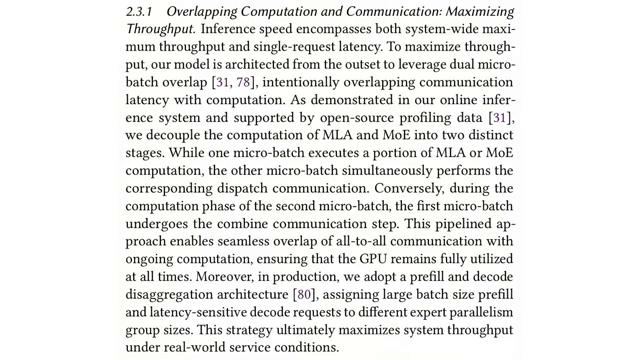 2.3.1 Overlapping Computation and Communication: Maximizing
Throughput. Inference speed encompasses both system-wide maxi-
mum throughput and single-request latency. To maximize through-
put, our model is architected from the outset to leverage dual micro-
batch overlap [31, 78], intentionally overlapping communication
latency with computation. As demonstrated in our online infer-
ence system and supported by open-source profiling data [31],
we decouple the computation of MLA and MoE into two distinct
stages. While one micro-batch executes a portion of MLA or MoE
computation, the other micro-batch simultaneously performs the
corresponding dispatch communication. Conversely, during the
computation phase of the second micro-batch, the first micro-batch
undergoes the combine communication step. This pipelined ap-
proach enables seamless overlap of all-to-all communication with
ongoing computation, ensuring that the GPU remains fully utilized
at all times. Moreover, in production, we adopt a prefill and decode
disaggregation architecture [80], assigning large batch size prefill
and latency-sensitive decode requests to different expert parallelism
group sizes. This strategy ultimately maximizes system throughput
under real-world service conditions.